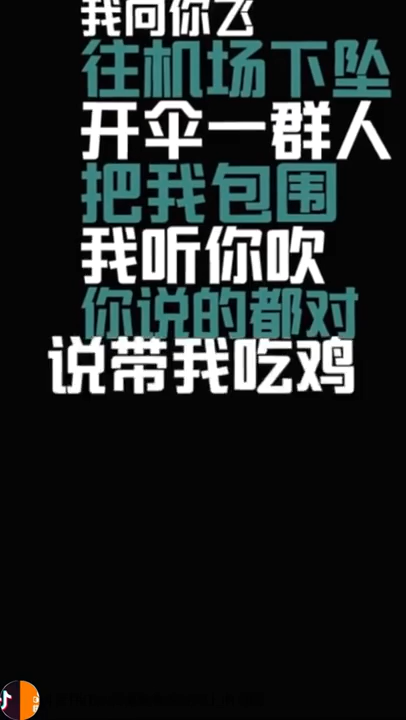 我向你飞
往机场下坠
开伞一群人
把我包围
我听你吹
你说的都对
说带我吃鸡